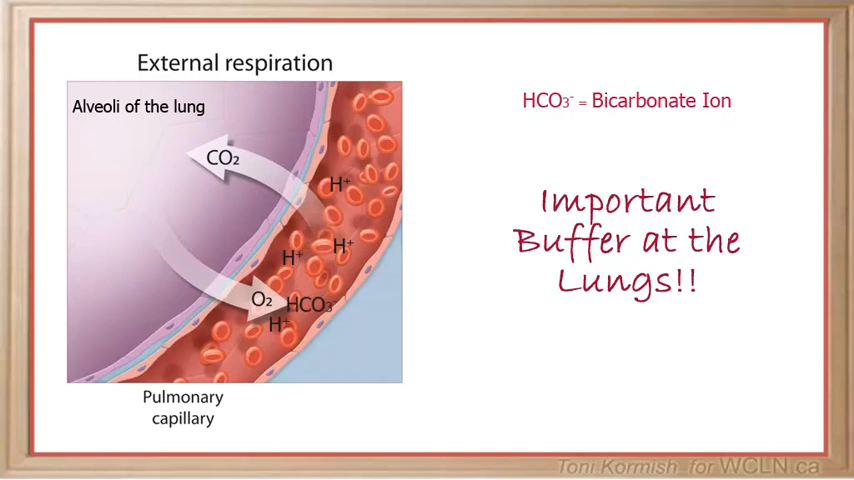 External respiration
Alveoli of the lung
CO₂
H⁺
H⁺
H⁺
O₂
HCO₃⁻
H⁺
Pulmonary
capillary
HCO₃⁻ = Bicarbonate Ion
Important
Buffer at the
Lungs!!
Toni Kormish for WCLN.ca